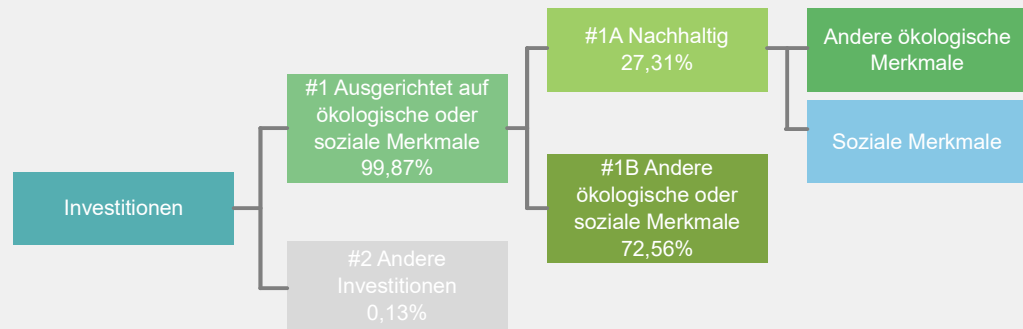 Investitionen
#1 Ausgerichtet auf
ökologische oder
soziale Merkmale
99,87%
#2 Andere
Investitionen
0,13%
#1A Nachhaltig
27,31%
#1B Andere
ökologische oder
soziale Merkmale
72,56%
Andere ökologische
Merkmale
Soziale Merkmale